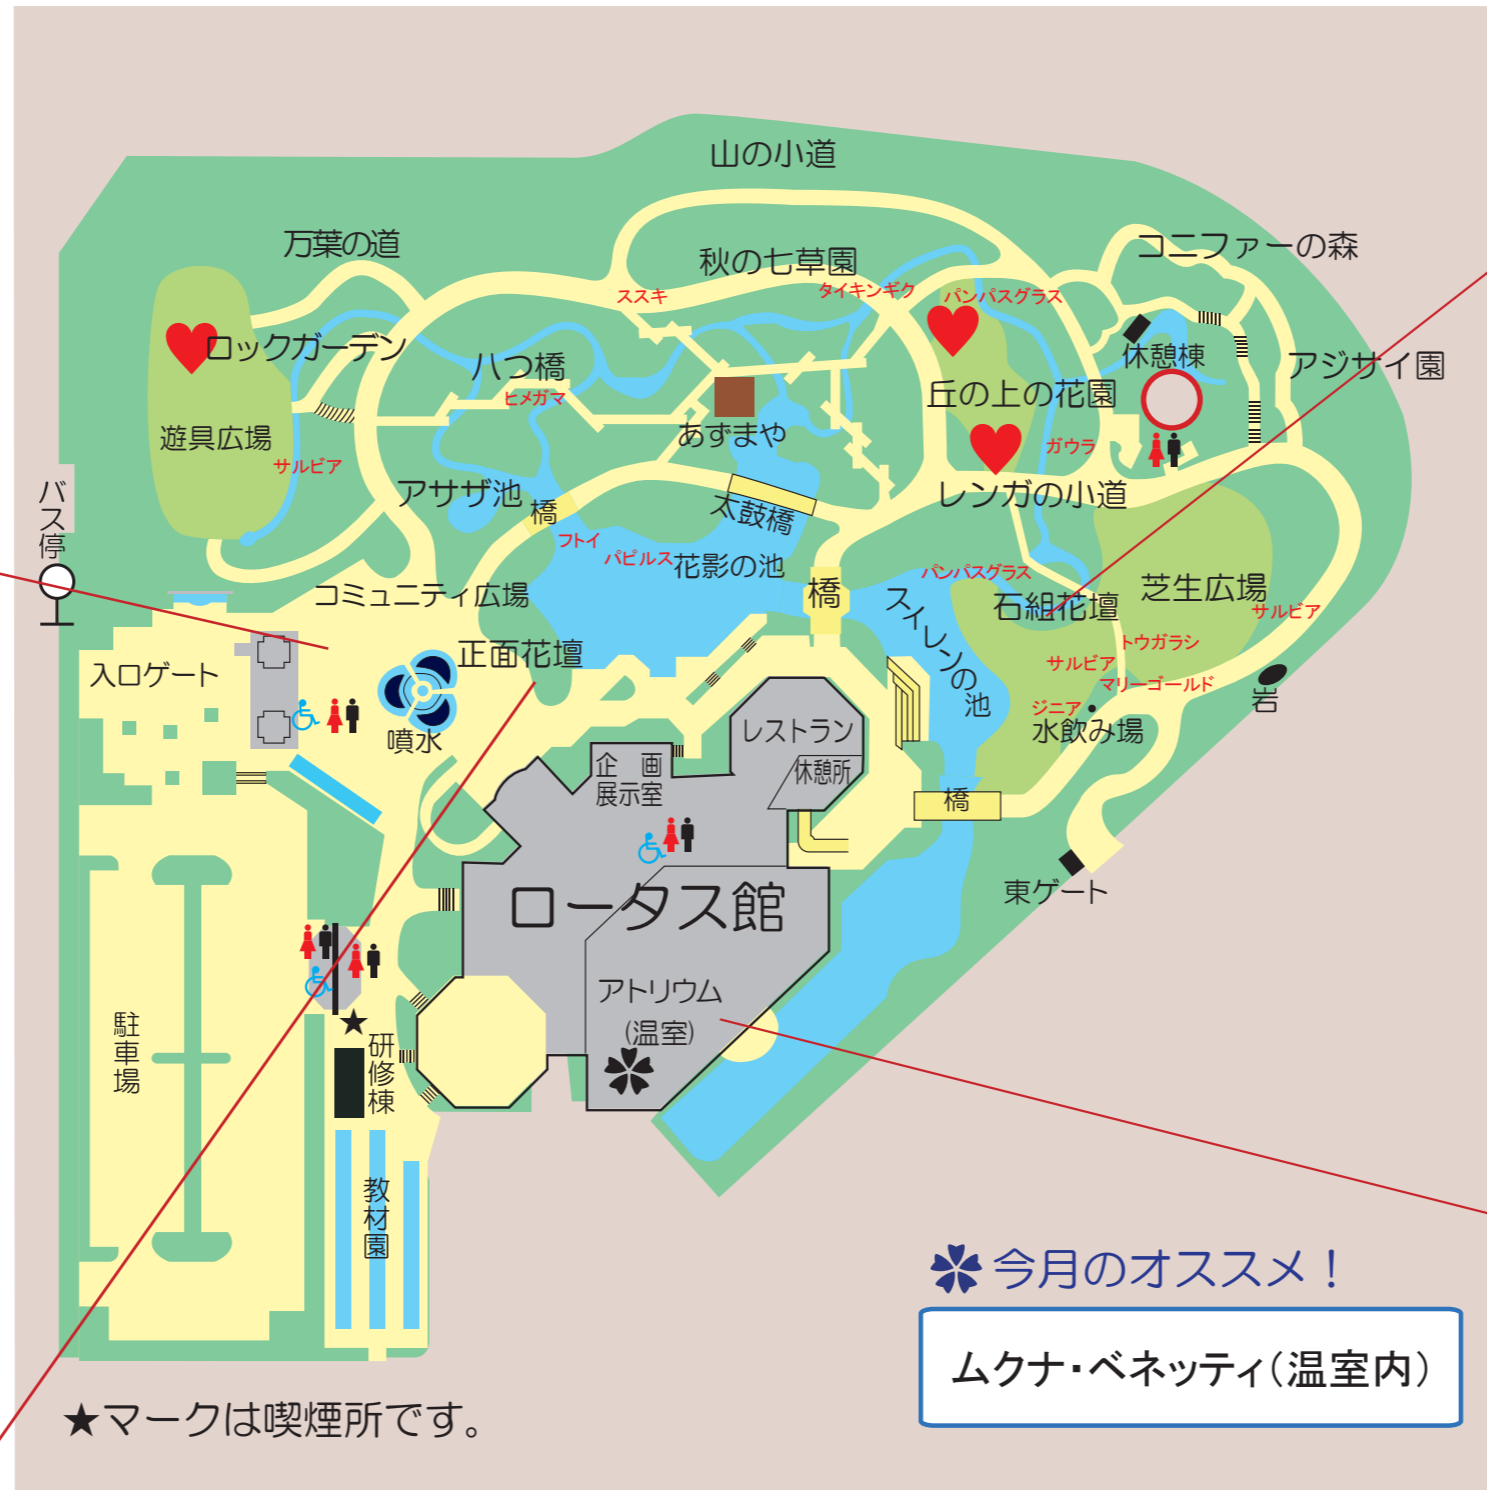 山の小道
万葉の道
コニファーの森
秋の七草園
ススキ
タイキンギク
パンパスグラス
ロックガーデン
八つ橋
ヒメガマ
休憩棟
アジサイ園
丘の上の花園
あずまや
遊具広場
サルビア
ガウラ
アサザ池
橋
太鼓橋
レンガの小道
バス停
フトイ
パピルス
花影の池
コミュニティ広場
橋
パンパスグラス
スイレンの池
石組花壇
芝生広場
サルビア
トウガラシ
サルビア
マリーゴールド
ジニア
水飲み場
岩
正面花壇
入口ゲート
噴水
レストラン
休憩所
企画
展示室
橋
東ゲート
ロータス館
アトリウム
(温室)
駐車場
★
研修棟
教材園
今月のオススメ！
ムクナ・ベネッティ(温室内)
★マークは喫煙所です。